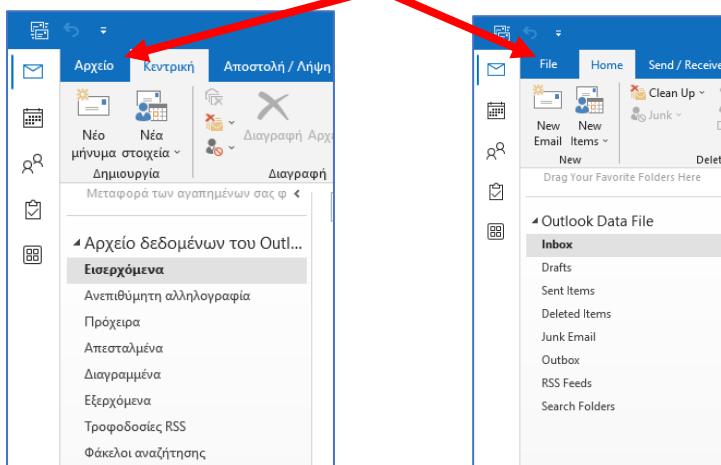 Αρχείο Κεντρική Αποστολή / Λήψη
Νέο μήνυμα
Νέα στοιχεία
Διαγραφή
Δημιουργία
Διαγραφή
Μεταφορά των αγαπημένων σας φ
Αρχείο δεδομένων του Outl...
Εισερχόμενα
Ανεπιθύμητη αλληλογραφία
Πρόχειρα
Απεσταλμένα
Διαγραμμένα
Εξερχόμενα
Τροφοδοσίες RSS
Φάκελοι αναζήτησης
File Home Send / Receive
New Email
New Items
Clean Up
Junk
New
Delet
Drag Your Favorite Folders Here
Outlook Data File
Inbox
Drafts
Sent Items
Deleted Items
Junk Email
Outbox
RSS Feeds
Search Folders